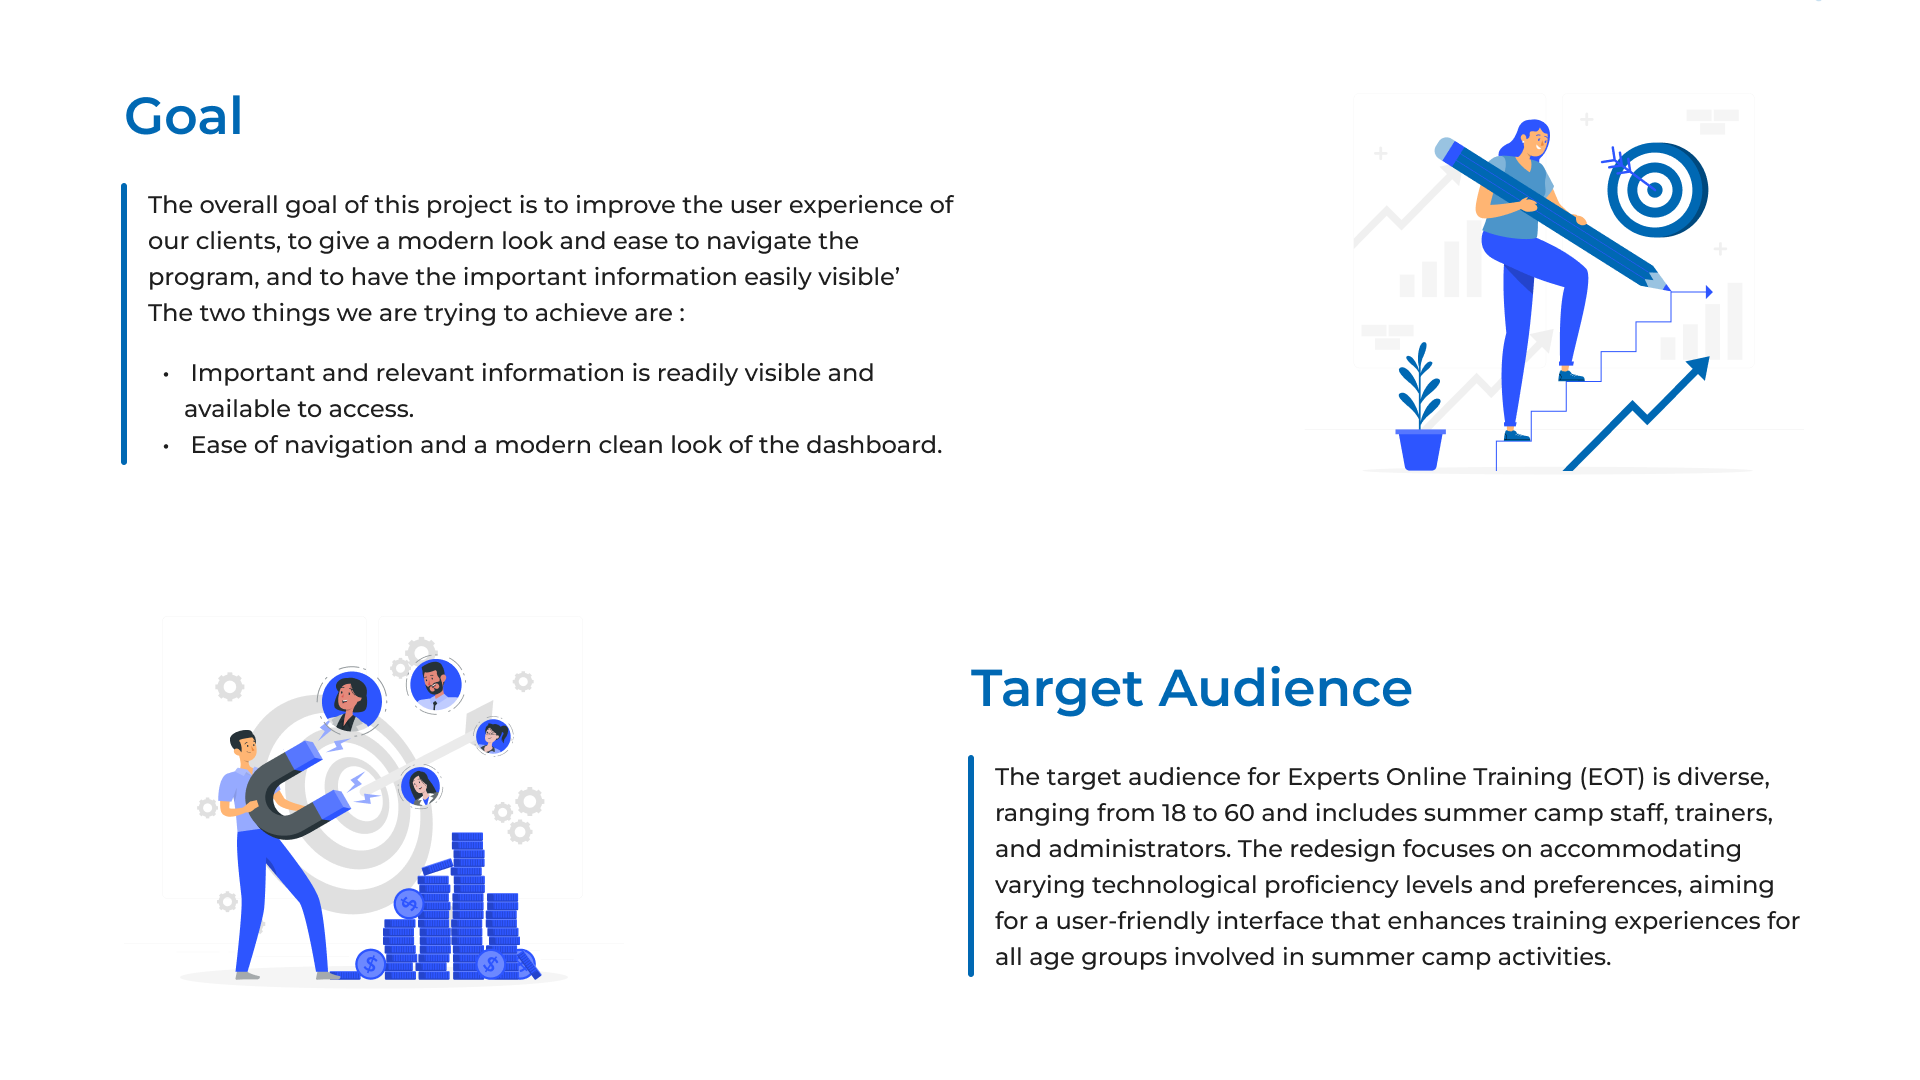 Goal
The overall goal of this project is to improve the user experience of
our clients, to give a modern look and ease to navigate the
program, and to have the important information easily visible’
The two things we are trying to achieve are :
• Important and relevant information is readily visible and
available to access.
• Ease of navigation and a modern clean look of the dashboard.
Target Audience
The target audience for Experts Online Training (EOT) is diverse,
ranging from 18 to 60 and includes summer camp staff, trainers,
and administrators. The redesign focuses on accommodating
varying technological proficiency levels and preferences, aiming
for a user-friendly interface that enhances training experiences for
all age groups involved in summer camp activities.